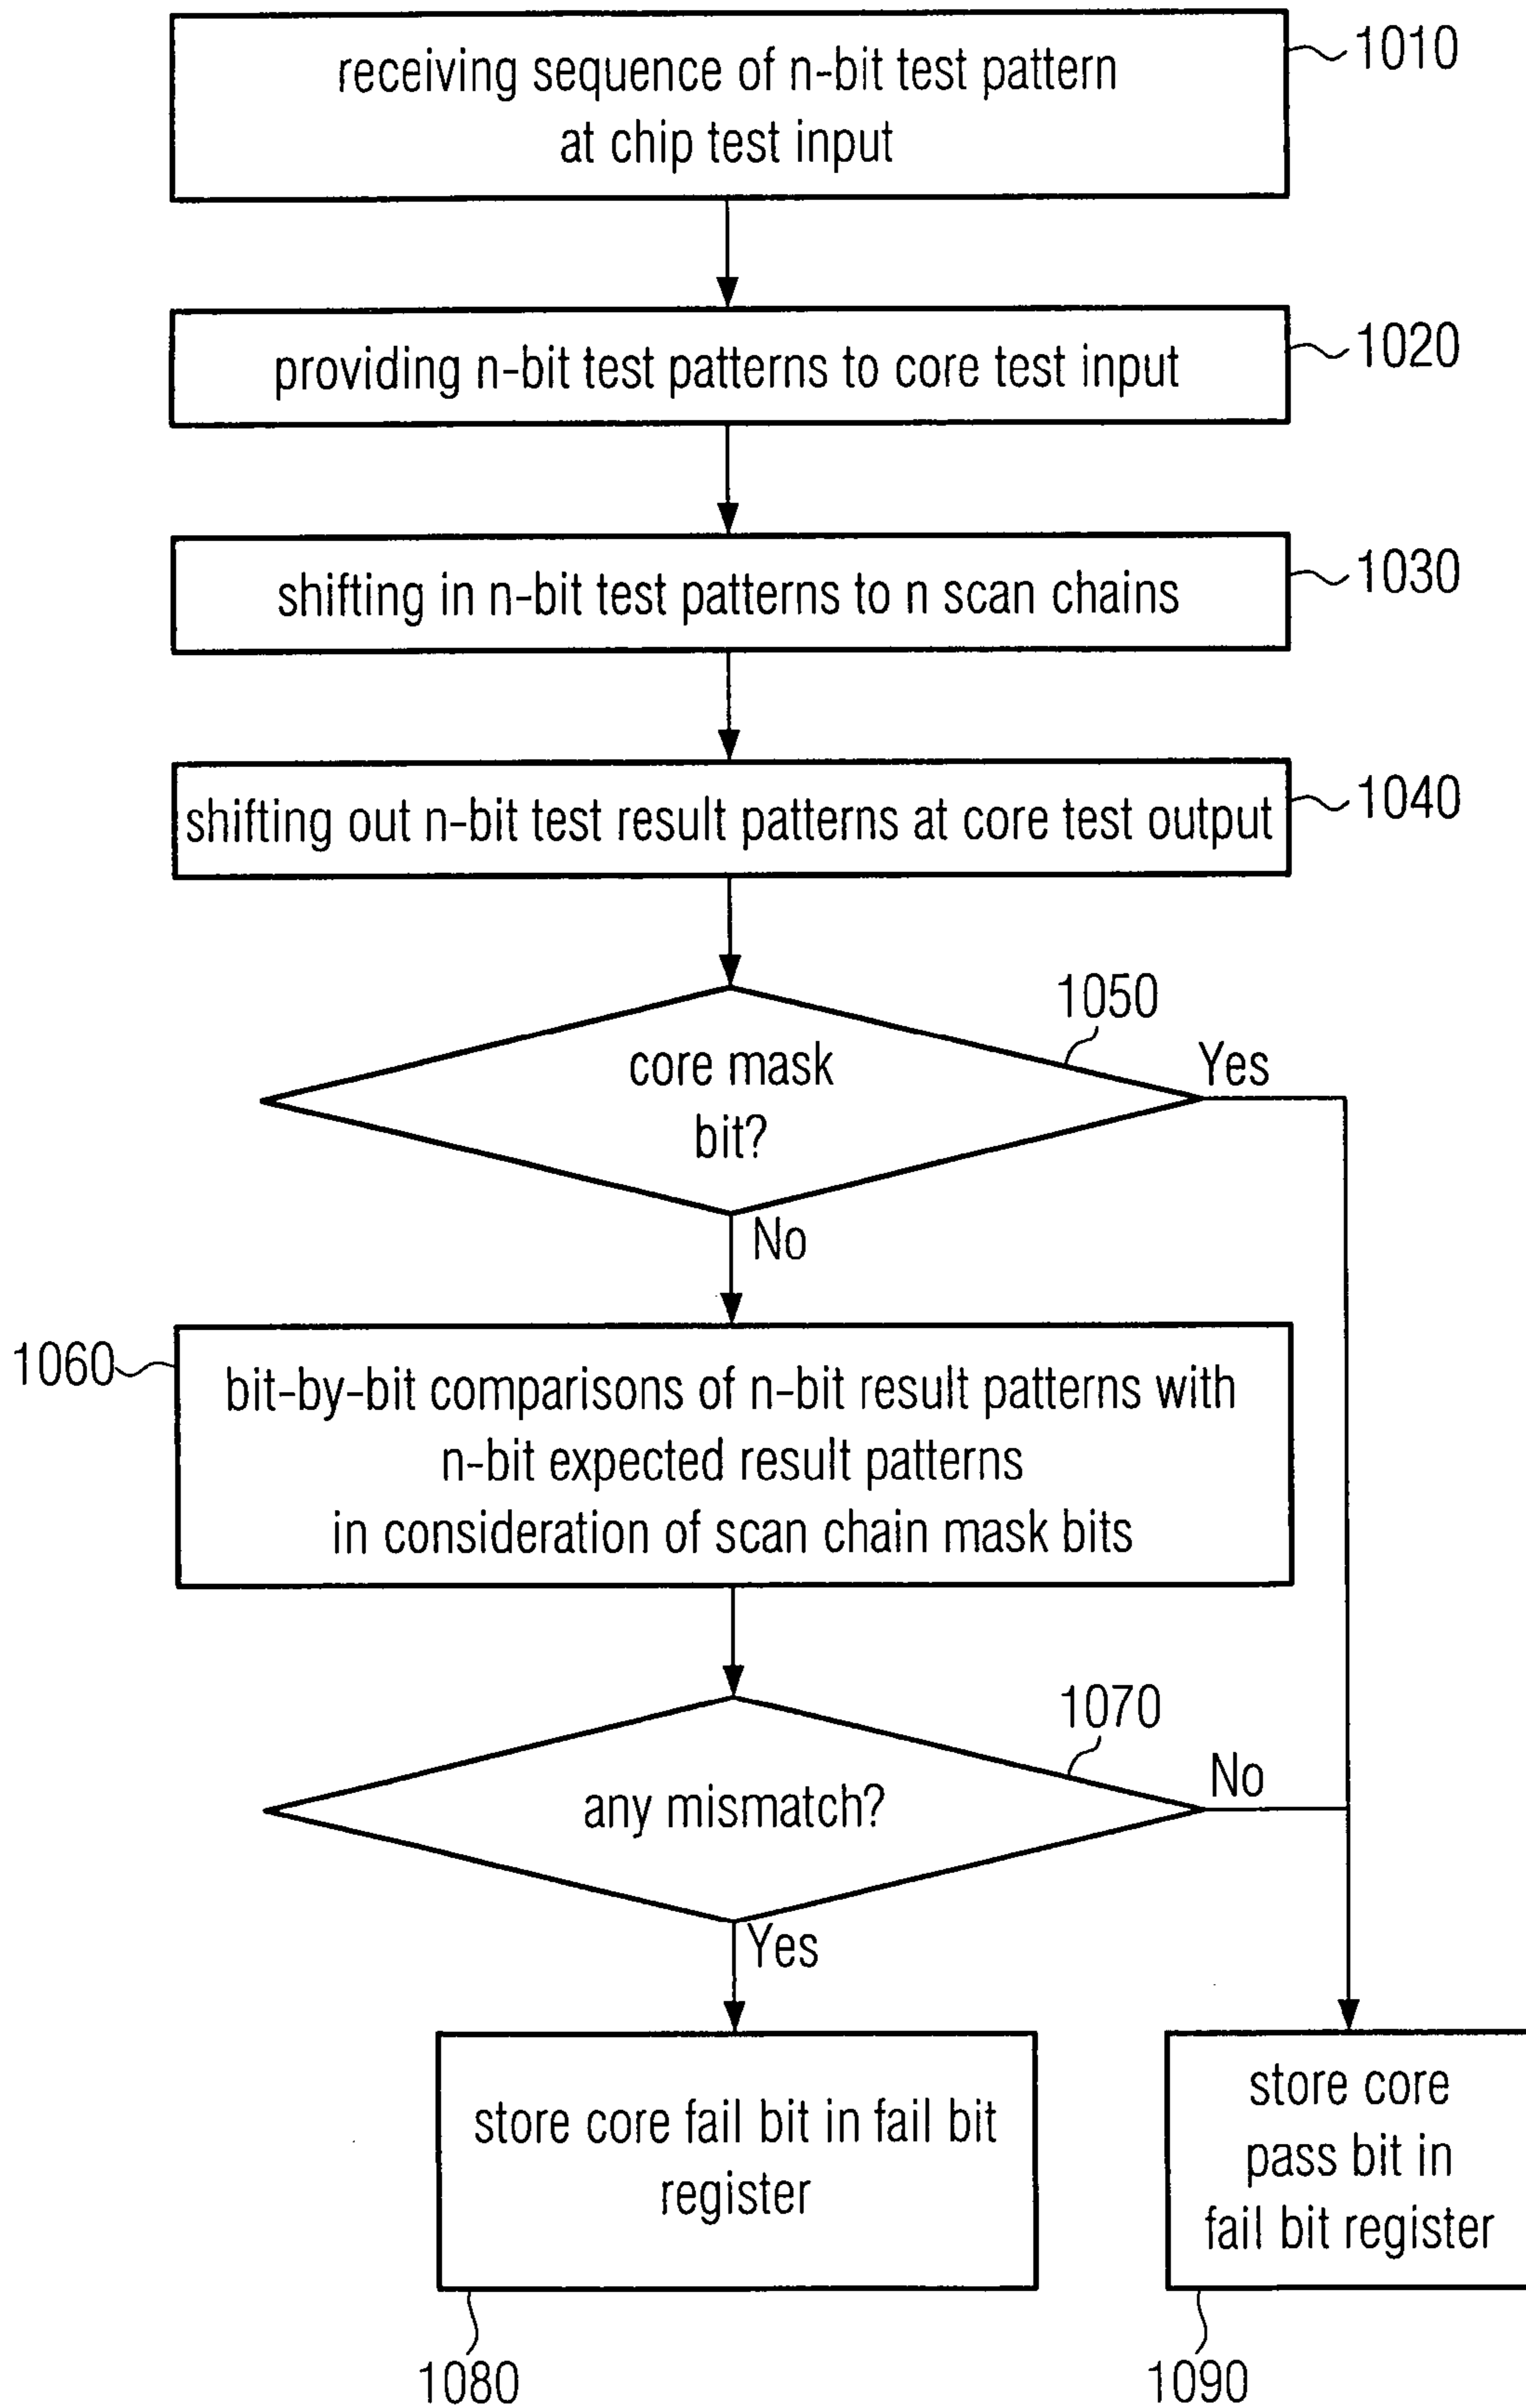 receiving sequence of n-bit test pattern
at chip test input
1010
providing n-bit test patterns to core test input
1020
shifting in n-bit test patterns to n scan chains
1030
shifting out n-bit test result patterns at core test output
1040
1050
core mask
bit?
Yes
No
1060
bit-by-bit comparisons of n-bit result patterns with
n-bit expected result patterns
in consideration of scan chain mask bits
1070
any mismatch?
No
Yes
store core fail bit in fail bit
register
store core
pass bit in
fail bit register
1080
1090